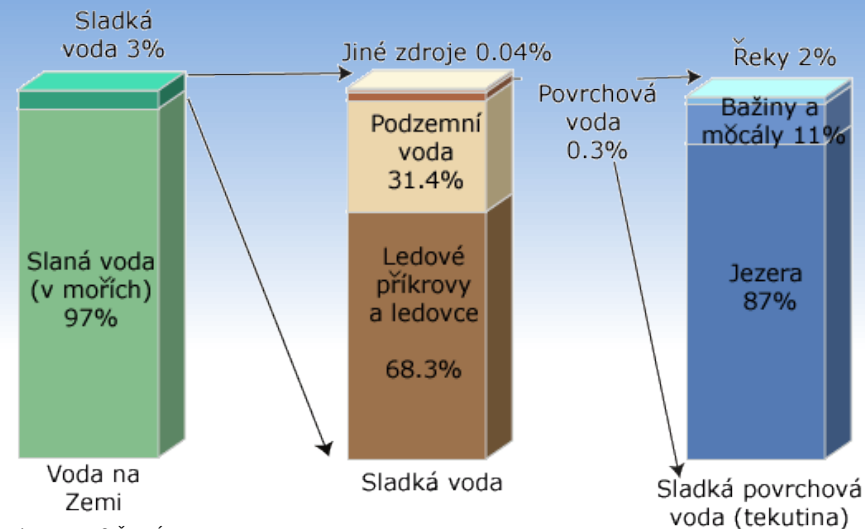 Sladká
voda 3%
Slaná voda
(v mořích)
97%
Voda na
Zemi
Jiné zdroje 0.04%
Podzemní
voda
31.4%
Ledové
příkrovy
a ledovce
68.3%
Sladká voda
Povrchová
voda
0.3%
Řeky 2%
Bažiny a
močály 11%
Jezera
87%
Sladká povrchová
voda (tekutina)